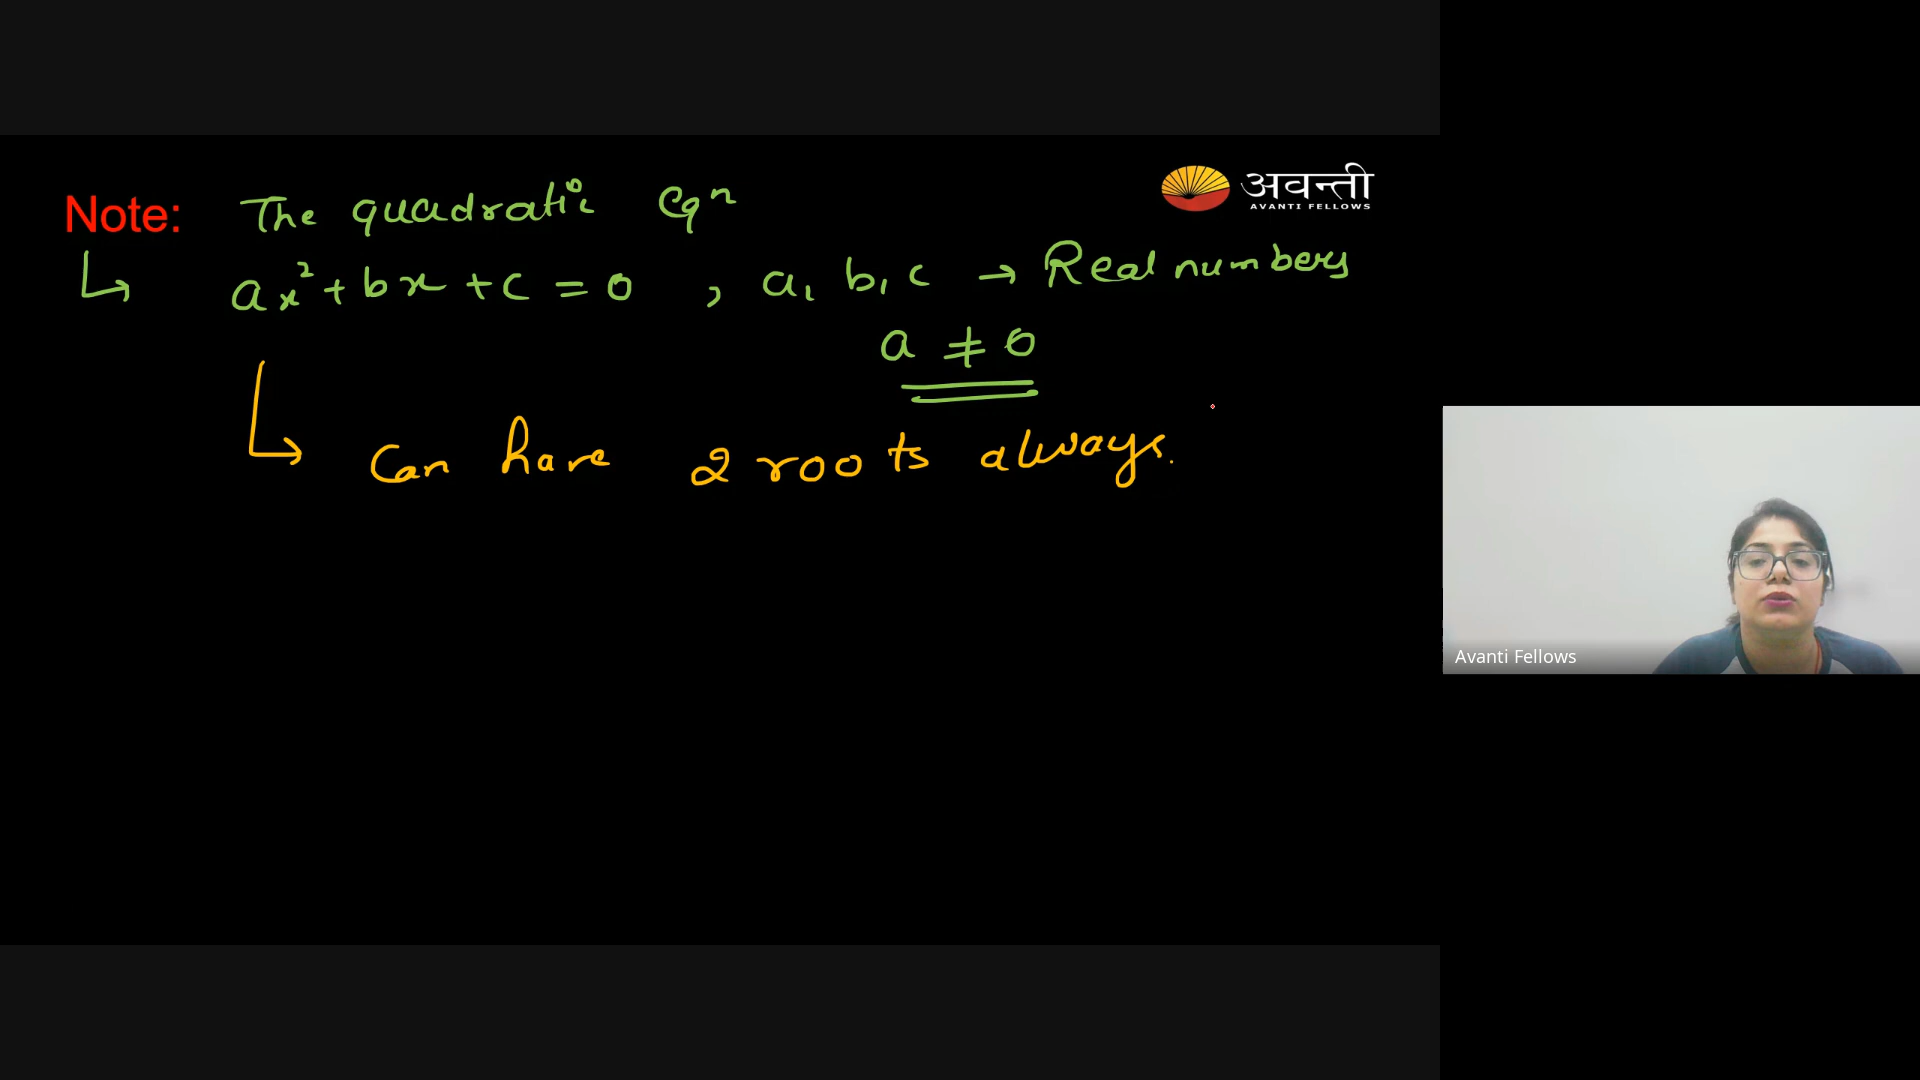 Note: The quadratic Eqn
अवन्ती
AVANTI FELLOWS
↳ ax²+bx+c=0 , a, b, c → Real numbers
a ≠ 0
↳ Can have 2 roots always.
Avanti Fellows